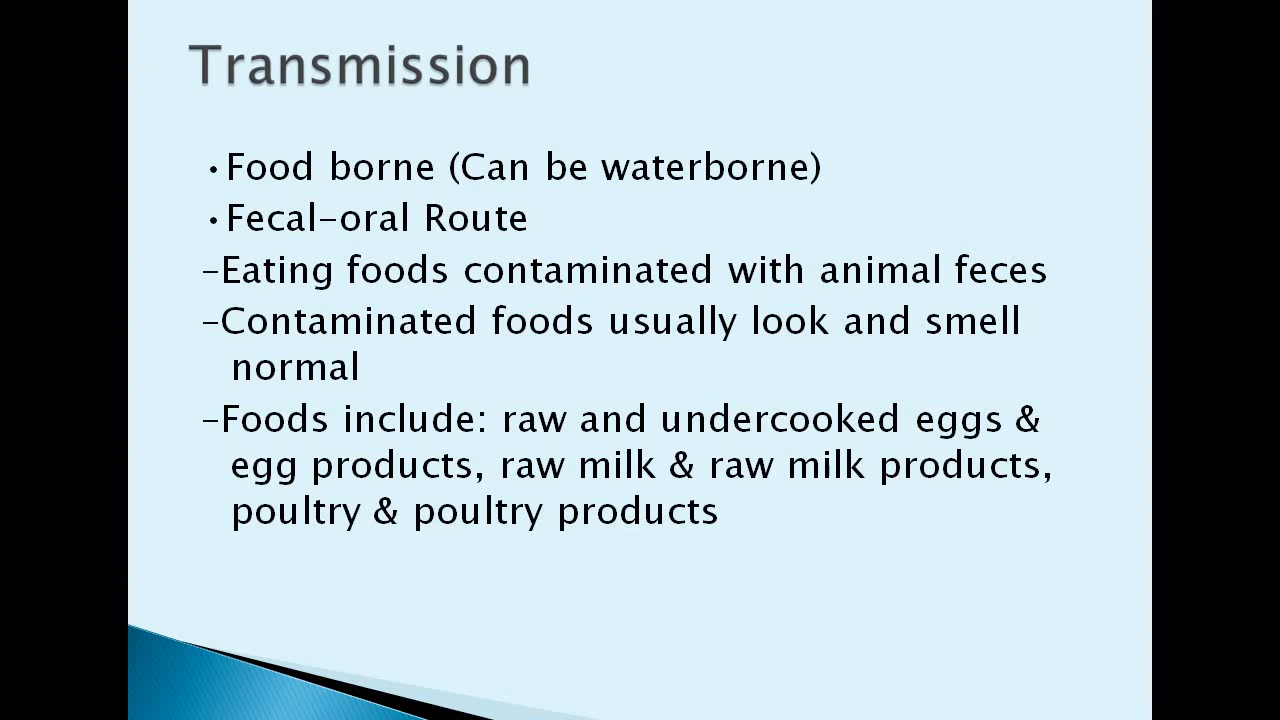 Transmission
•Food borne (Can be waterborne)
•Fecal-oral Route
-Eating foods contaminated with animal feces
-Contaminated foods usually look and smell
normal
-Foods include: raw and undercooked eggs &
egg products, raw milk & raw milk products,
poultry & poultry products